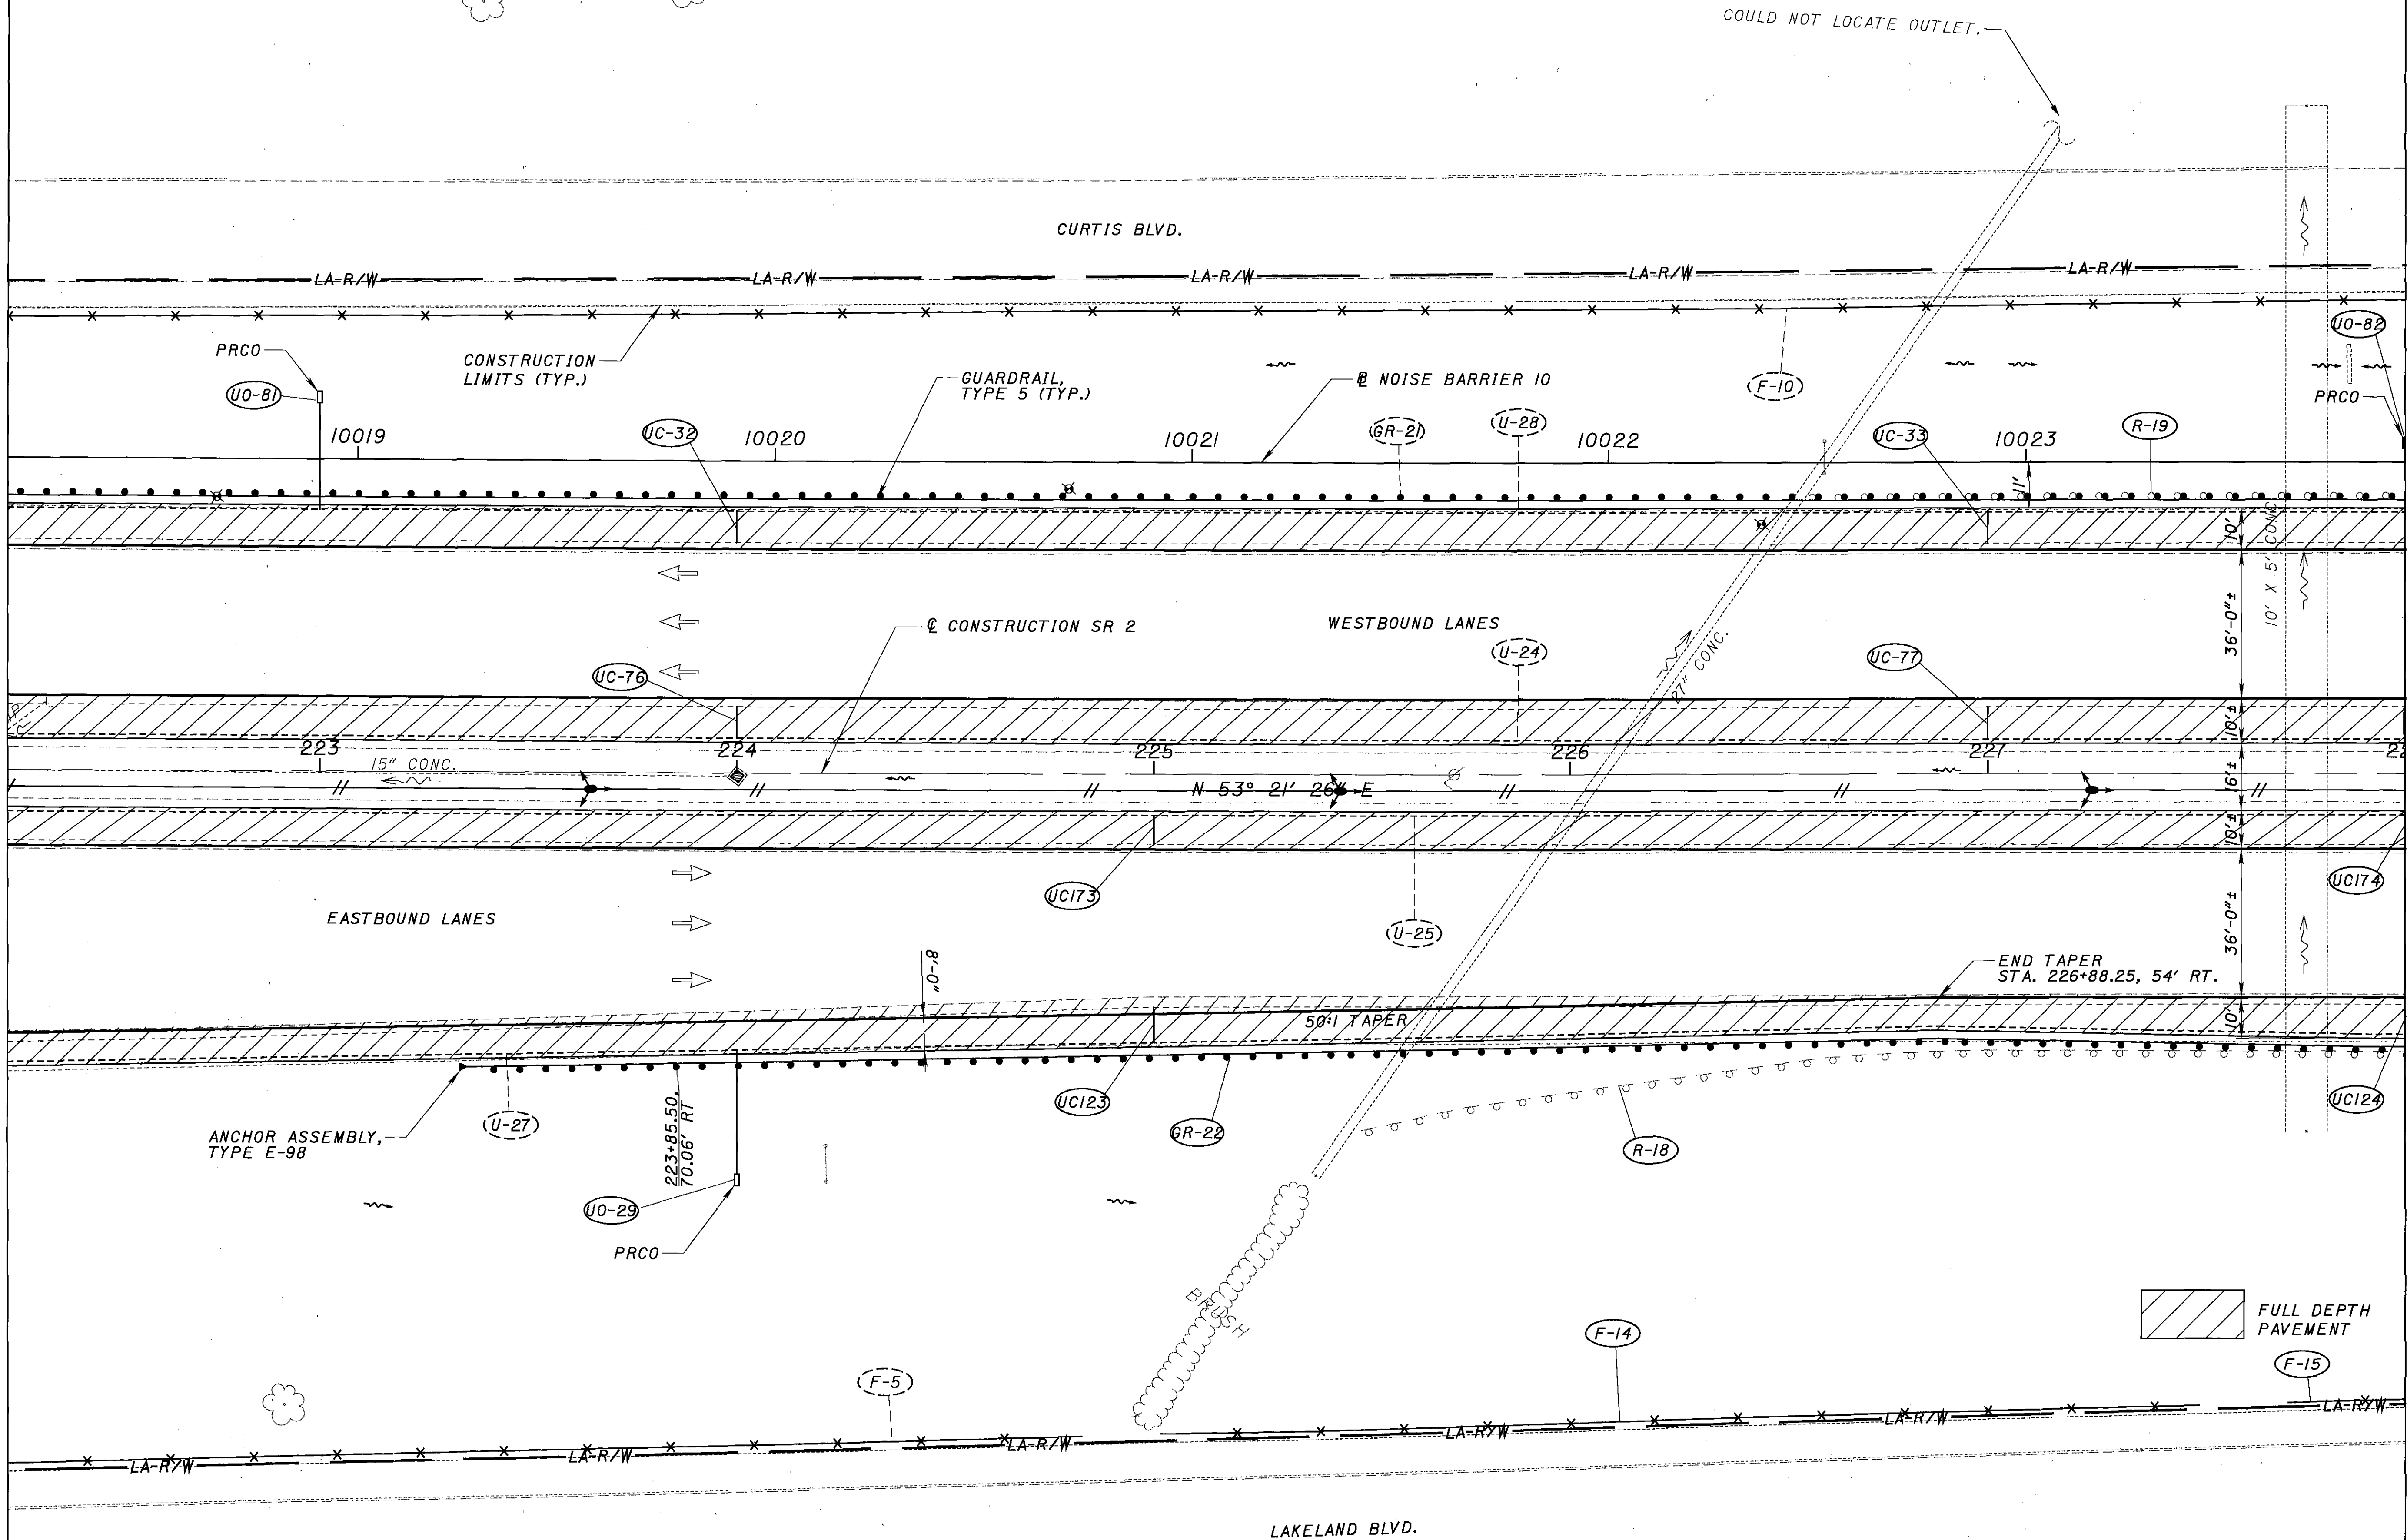 COULD NOT LOCATE OUTLET.
CURTIS BLVD.
LA-R/W
LA-R/W
LA-R/W
LA-R/W
LA-R/W
UO-82
PRCO
CONSTRUCTION
LIMITS (TYP.)
GUARDRAIL,
TYPE 5 (TYP.)
℄ NOISE BARRIER 10
F-10
PRCO
UO-81
10019
UC-32
10020
10021
GR-21
U-28
10022
UC-33
10023
R-19
11'
10'
10' X 5' CONC.
36'-0"±
℄ CONSTRUCTION SR 2
WESTBOUND LANES
U-24
27" CONC.
UC-76
UC-77
10'±
223
224
225
226
227
15" CONC.
N 53° 21' 26" E
16'±
10'±
UC173
UC174
U-25
EASTBOUND LANES
36'-0"±
8'-0"
END TAPER
STA. 226+88.25, 54' RT.
50:1 TAPER
10'
UC123
UC124
U-27
GR-22
R-18
ANCHOR ASSEMBLY,
TYPE E-98
223+85.50,
70.06' RT
UO-29
PRCO
BRUSH
FULL DEPTH
PAVEMENT
F-14
F-15
F-5
LA-R/W
LA-R/W
LA-R/W
LA-R/W
LA-R/W
LA-R/W
LAKELAND BLVD.